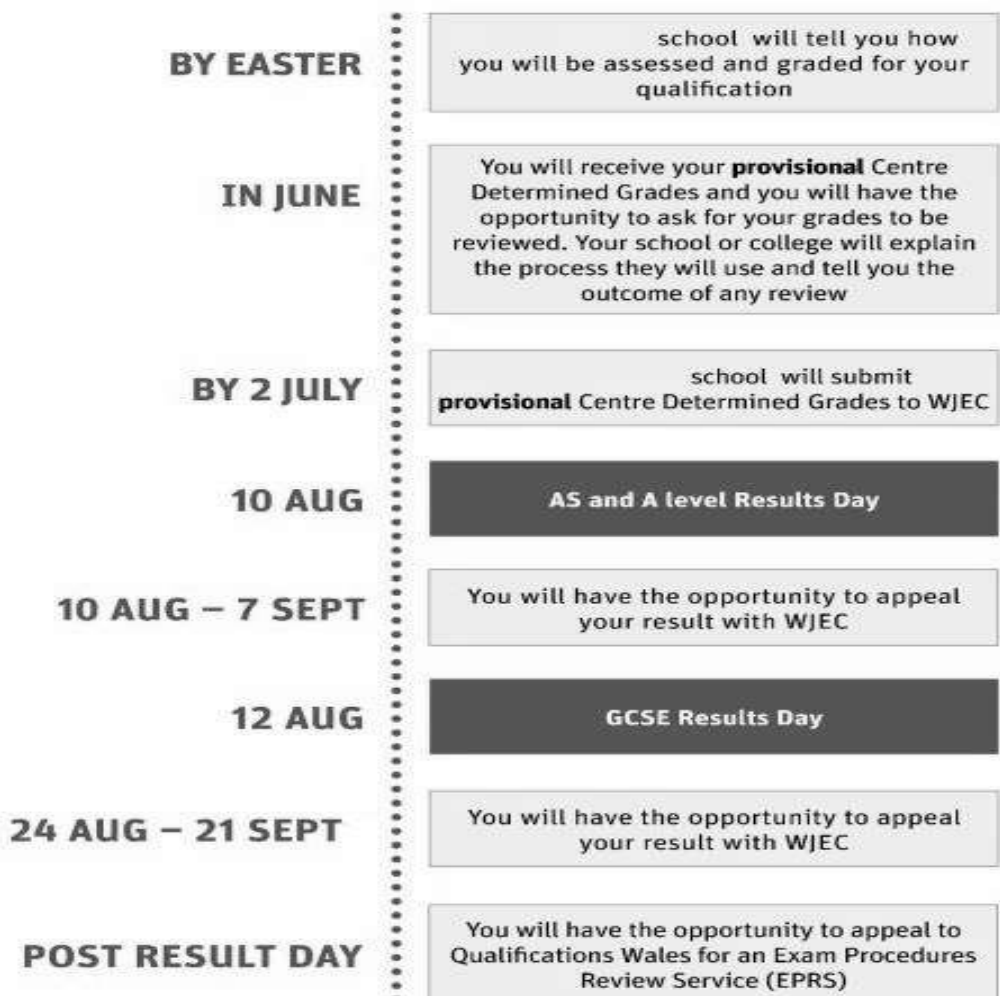 BY EASTER
school will tell you how
you will be assessed and graded for your
qualification
IN JUNE
You will receive your provisional Centre
Determined Grades and you will have the
opportunity to ask for your grades to be
reviewed. Your school or college will explain
the process they will use and tell you the
outcome of any review
BY 2 JULY
school will submit
provisional Centre Determined Grades to WJEC
10 AUG
AS and A level Results Day
10 AUG – 7 SEPT
You will have the opportunity to appeal
your result with WJEC
12 AUG
GCSE Results Day
24 AUG – 21 SEPT
You will have the opportunity to appeal
your result with WJEC
POST RESULT DAY
You will have the opportunity to appeal to
Qualifications Wales for an Exam Procedures
Review Service (EPRS)